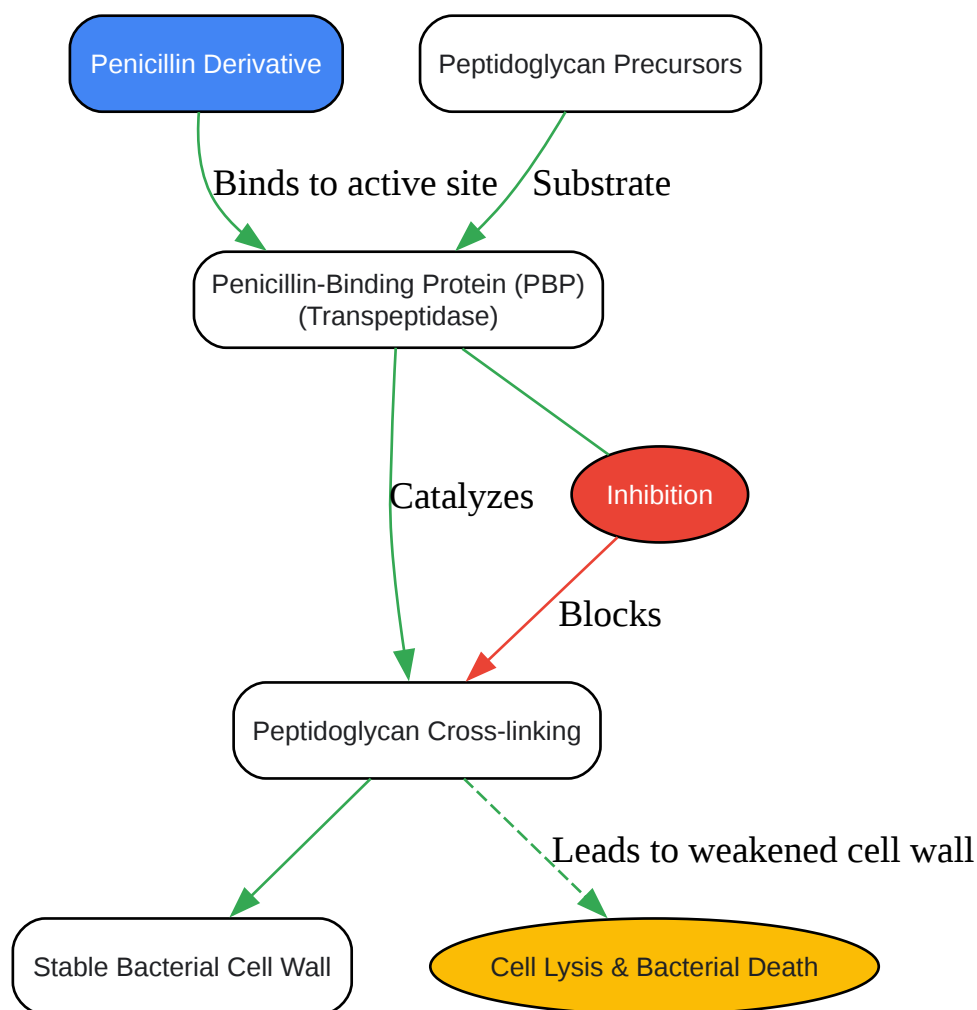 Penicillin Derivative
Peptidoglycan Precursors
Binds to active site
Substrate
Penicillin-Binding Protein (PBP)
(Transpeptidase)
Catalyzes
Inhibition
Blocks
Peptidoglycan Cross-linking
Leads to weakened cell wall
Stable Bacterial Cell Wall
Cell Lysis & Bacterial Death